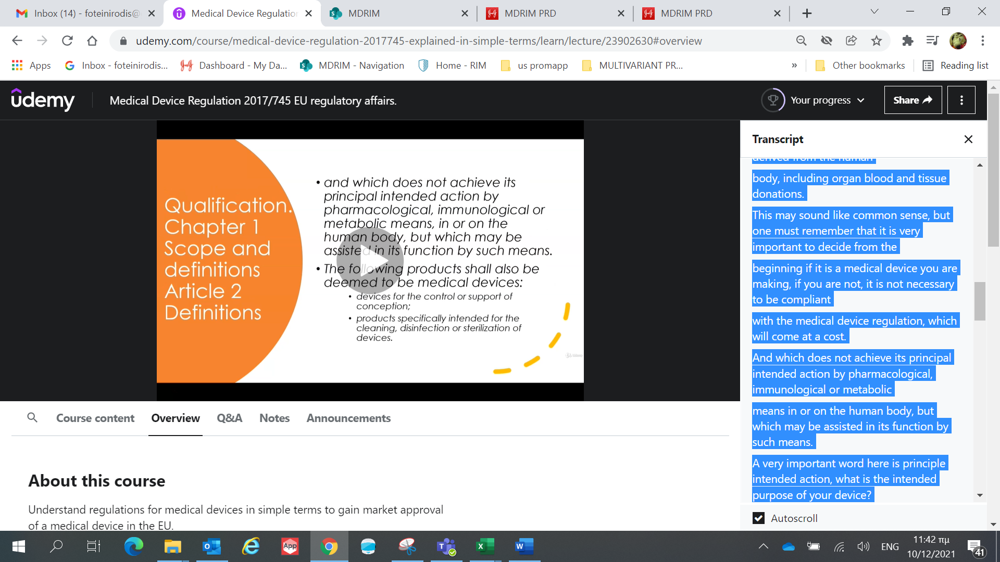 Inbox (14) - foteinirodis@
Medical Device Regulation
MDRIM
MDRIM PRD
MDRIM PRD
udemy.com/course/medical-device-regulation-2017745-explained-in-simple-terms/learn/lecture/23902630#overview
Apps
Inbox - foteinirodis...
Dashboard - My Da...
MDRIM - Navigation
Home - RIM
us promapp
MULTIVARIANT PR...
»
Other bookmarks
Reading list
udemy
Medical Device Regulation 2017/745 EU regulatory affairs.
Your progress
Share
Qualification.
Chapter 1
Scope and
definitions
Article 2
Definitions
• and which does not achieve its
principal intended action by
pharmacological, immunological or
metabolic means, in or on the
human body, but which may be
assisted in its function by such means.
• The following products shall also be
deemed to be medical devices:
• devices for the control or support of
conception;
• products specifically intended for the
cleaning, disinfection or sterilization of
devices.
Udemy
Transcript
derived from the human
body, including organ blood and tissue
donations.
This may sound like common sense, but
one must remember that it is very
important to decide from the
beginning if it is a medical device you are
making, if you are not, it is not necessary
to be compliant
with the medical device regulation, which
will come at a cost.
And which does not achieve its principal
intended action by pharmacological,
immunological or metabolic
means in or on the human body, but
which may be assisted in its function by
such means.
A very important word here is principle
intended action, what is the intended
purpose of your device?
Autoscroll
Course content
Overview
Q&A
Notes
Announcements
About this course
Understand regulations for medical devices in simple terms to gain market approval
of a medical device in the EU.
App
ENG
11:42 πμ
10/12/2021
41